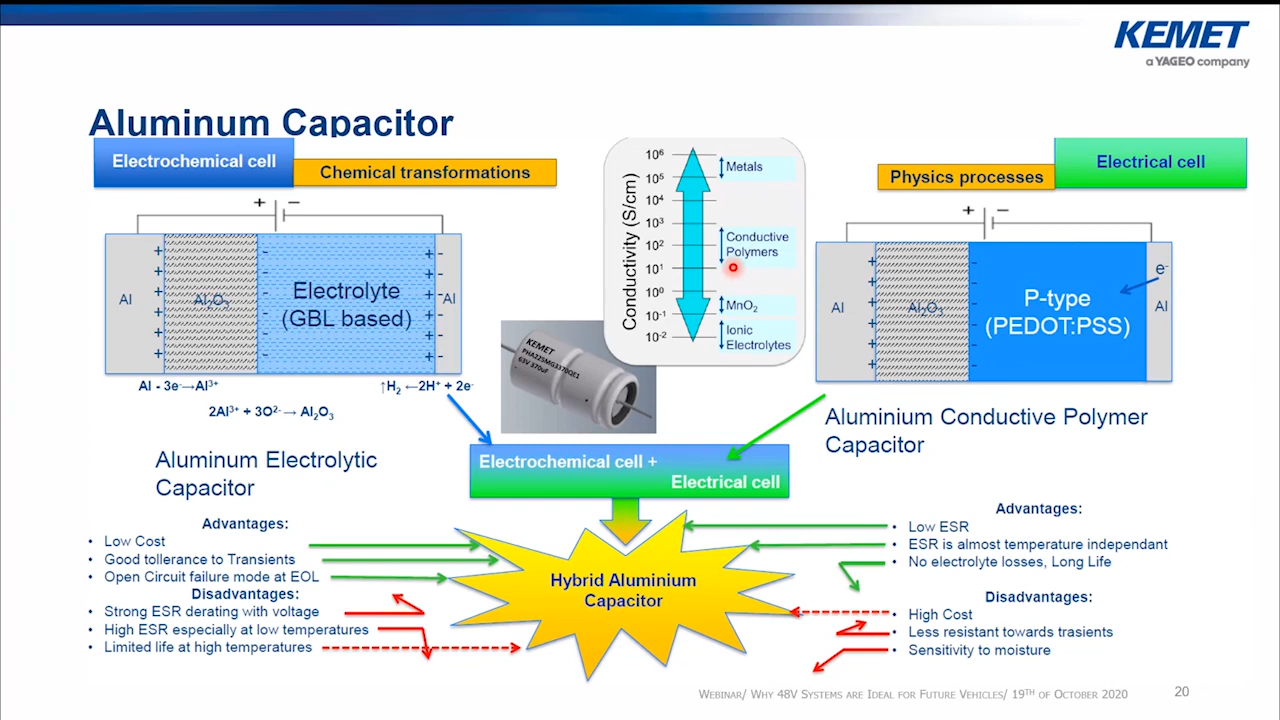 KEMET
a YAGEO company
Aluminum Capacitor
Electrochemical cell
Chemical transformations
+ −
Al
Al₂O₃
Electrolyte
(GBL based)
Al
Al - 3e⁻→Al³⁺
↑H₂ ←2H⁺ + 2e⁻
2Al³⁺ + 3O²⁻ → Al₂O₃
Aluminum Electrolytic
Capacitor
Advantages:
• Low Cost
• Good tollerance to Transients
• Open Circuit failure mode at EOL
Disadvantages:
• Strong ESR derating with voltage
• High ESR especially at low temperatures
• Limited life at high temperatures
Conductivity (S/cm)
10⁶
10⁵
10⁴
10³
10²
10¹
10⁰
10⁻¹
10⁻²
Metals
Conductive
Polymers
MnO₂
Ionic
Electrolytes
KEMET
PHA225MG3370QE1
63V 370uF
Electrochemical cell +
Electrical cell
Hybrid Aluminium
Capacitor
Physics processes
Electrical cell
+ −
Al
Al₂O₃
P-type
(PEDOT:PSS)
e⁻
Al
Aluminium Conductive Polymer
Capacitor
Advantages:
• Low ESR
• ESR is almost temperature independant
• No electrolyte losses, Long Life
Disadvantages:
• High Cost
• Less resistant towards trasients
• Sensitivity to moisture
Webinar/ Why 48V Systems are Ideal for Future Vehicles/ 19TH of October 2020
20